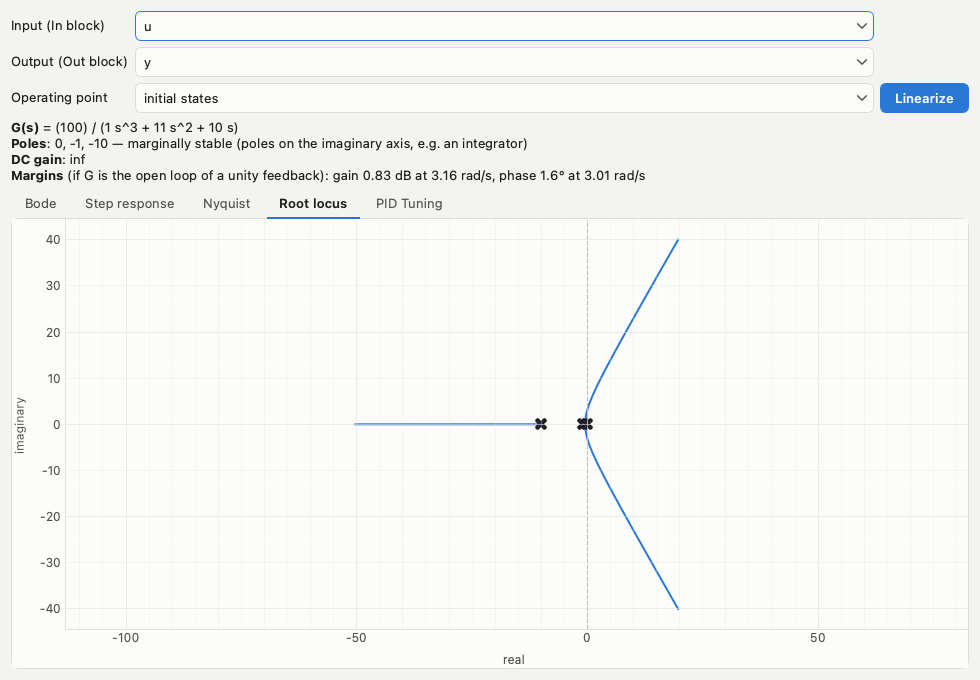 Input (In block) u
Output (Out block) y
Operating point initial states Linearize
G(s) = (100) / (1 s^3 + 11 s^2 + 10 s)
Poles: 0, -1, -10 — marginally stable (poles on the imaginary axis, e.g. an integrator)
DC gain: inf
Margins (if G is the open loop of a unity feedback): gain 0.83 dB at 3.16 rad/s, phase 1.6° at 3.01 rad/s
Bode Step response Nyquist Root locus PID Tuning
40
30
20
10
0
-10
-20
-30
-40
imaginary
-100 -50 0 50
real